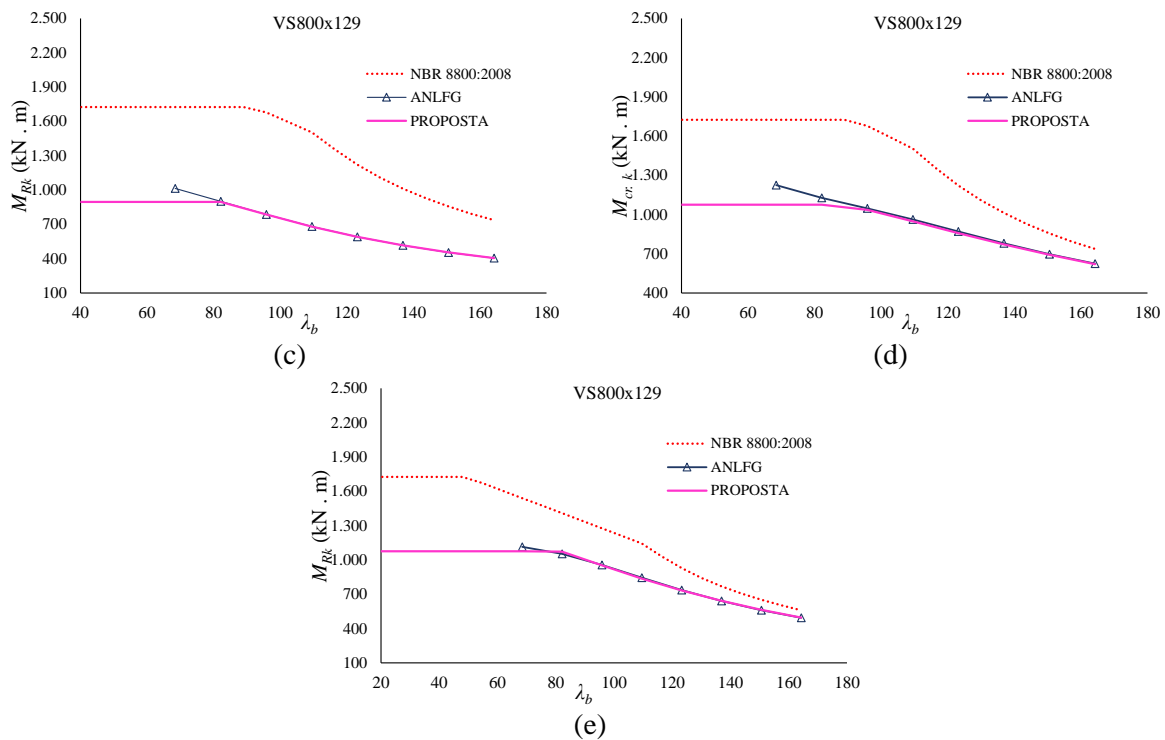 VS800x129
2.500
2.200
1.900
1.600
1.300
1.000
700
400
100
M_Rk (kN . m)
NBR 8800:2008
ANLFG
PROPOSTA
40 60 80 100 120 140 160 180
λ_b
(c)
VS800x129
2.500
2.200
1.900
1.600
1.300
1.000
700
400
M_cr, k (kN . m)
NBR 8800:2008
ANLFG
PROPOSTA
40 60 80 100 120 140 160 180
λ_b
(d)
VS800x129
2.500
2.200
1.900
1.600
1.300
1.000
700
400
100
M_Rk (kN . m)
NBR 8800:2008
ANLFG
PROPOSTA
20 40 60 80 100 120 140 160 180
λ_b
(e)